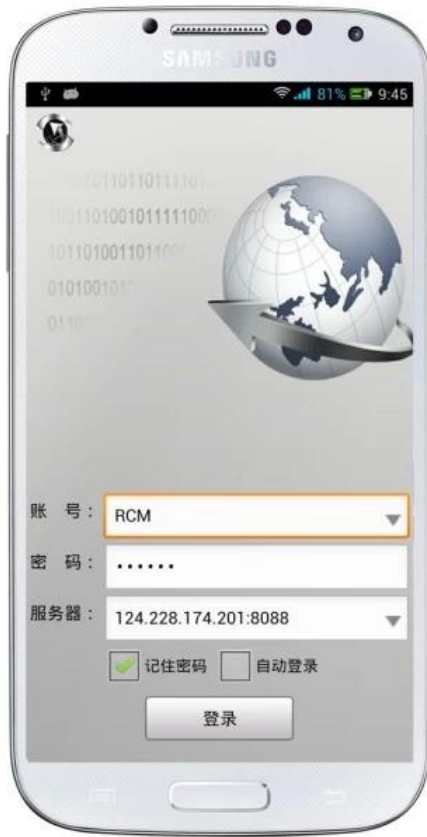 SAMSUNG
81% 9:45
账 号：
RCM
密 码：
••••••
服务器：
124.228.174.201:8088
记住密码 自动登录
登录